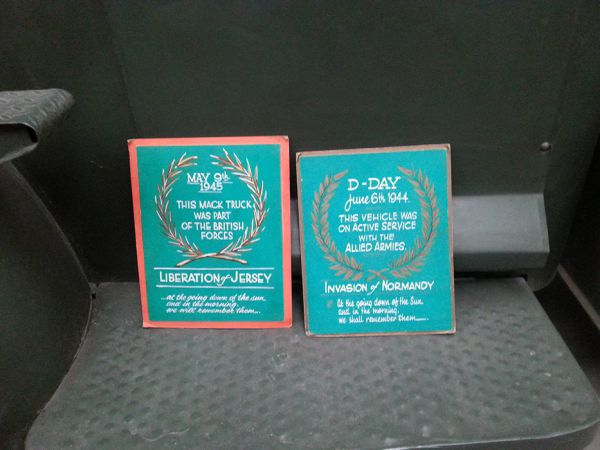 MAY 9th
1945
THIS MACK TRUCK
WAS PART
OF THE BRITISH
FORCES
LIBERATION of JERSEY
...at the going down of the sun
and in the morning.
we will remember them...
D-DAY
June 6th 1944.
THIS VEHICLE WAS
ON ACTIVE SERVICE
WITH THE
ALLIED ARMIES.
INVASION of NORMANDY
At the going down of the Sun.
and in the morning.
we shall remember them......